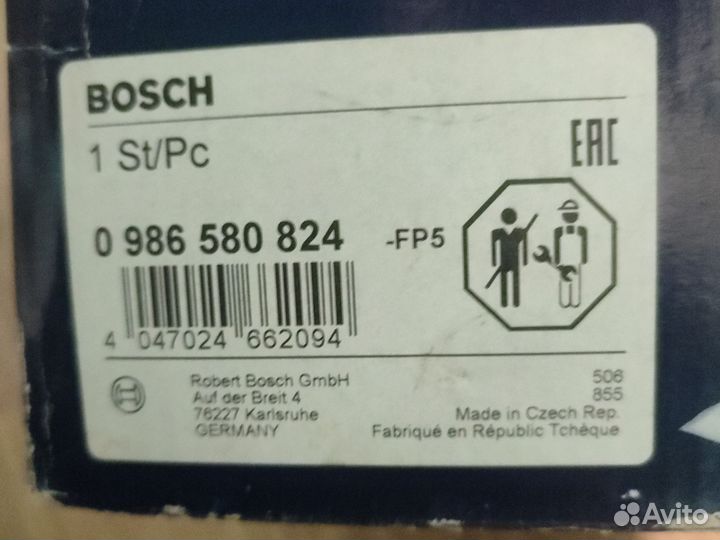 BOSCH
1 St/Pc
EAC
0 986 580 824 -FP5
4 047024 662094
Robert Bosch GmbH
Auf der Breit 4
76227 Karlsruhe
GERMANY
506
855
Made in Czech Rep.
Fabriqué en République Tchèque
Avito